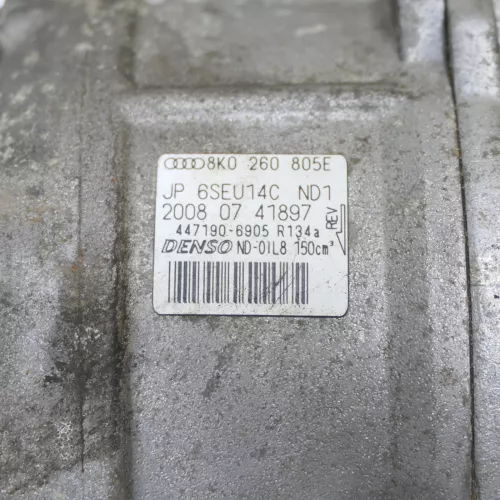 8K0 260 805E
JP 6SEU14C ND1
2008 07 41897
REV
447190-6905 R134a
DENSO ND-OIL8 150cm³